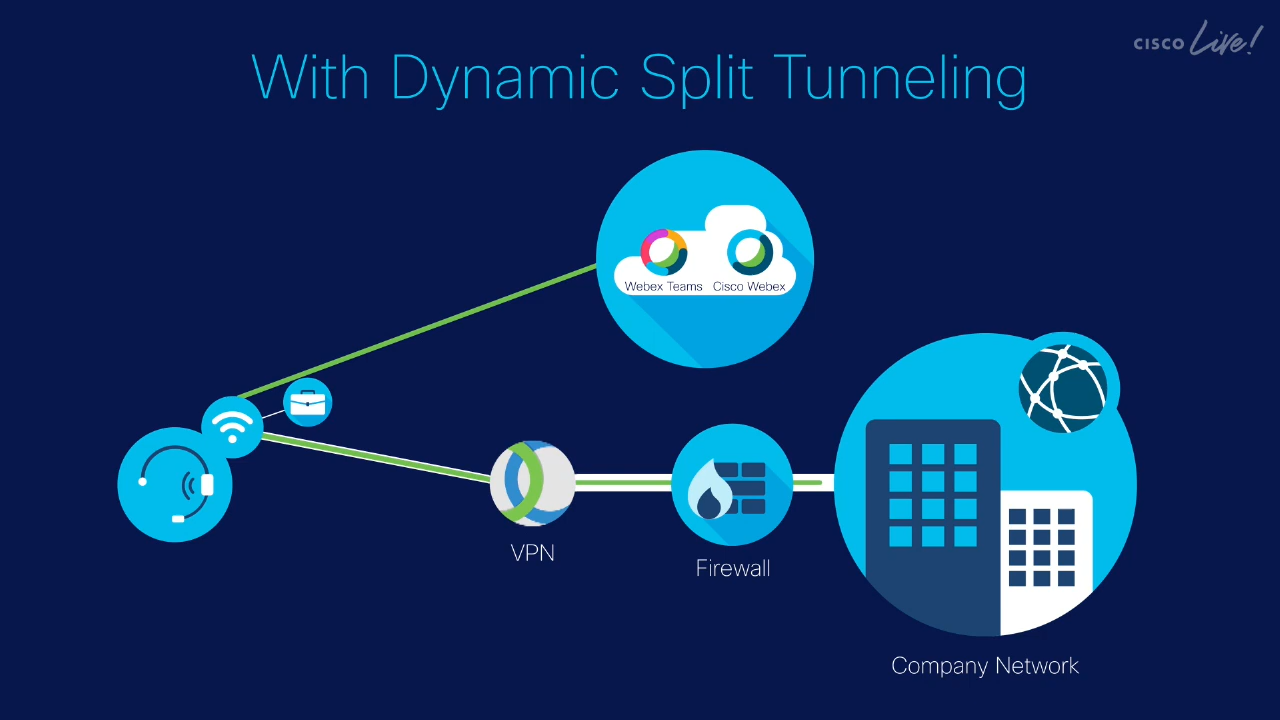 CISCO Live!
With Dynamic Split Tunneling
Webex Teams Cisco Webex
VPN
Firewall
Company Network